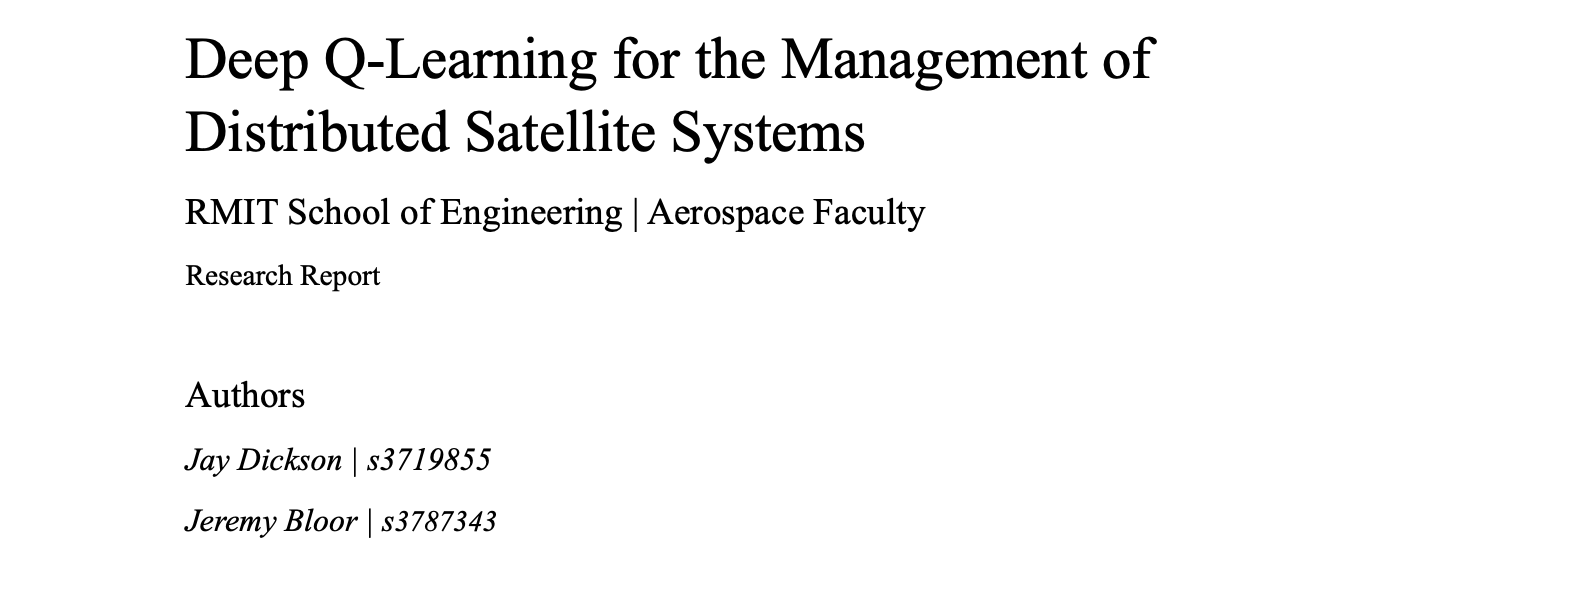 Deep Q-Learning for the Management of
Distributed Satellite Systems
RMIT School of Engineering | Aerospace Faculty
Research Report
Authors
Jay Dickson | s3719855
Jeremy Bloor | s3787343